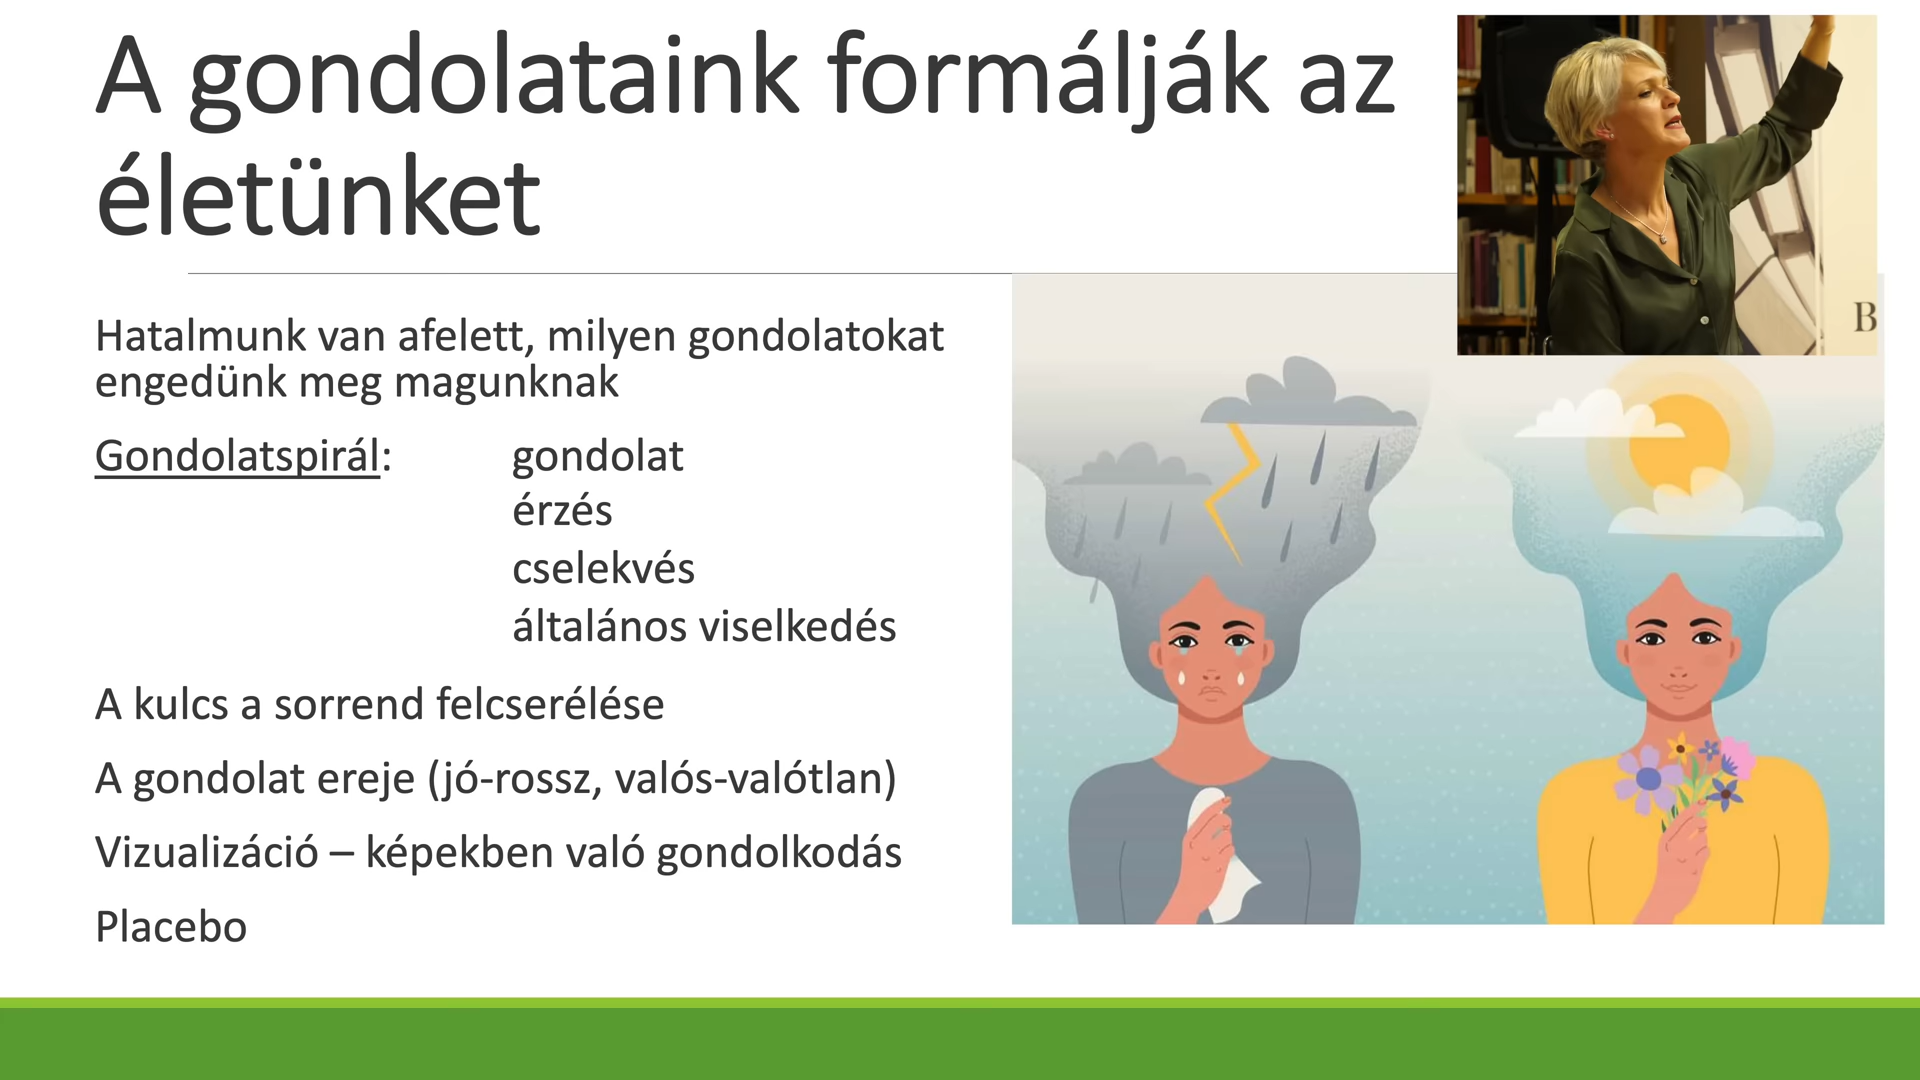 A gondolataink formálják az
életünket
Hatalmunk van afelett, milyen gondolatokat
engedünk meg magunknak
Gondolatspirál: gondolat
érzés
cselekvés
általános viselkedés
A kulcs a sorrend felcserélése
A gondolat ereje (jó-rossz, valós-valótlan)
Vizualizáció – képekben való gondolkodás
Placebo
B